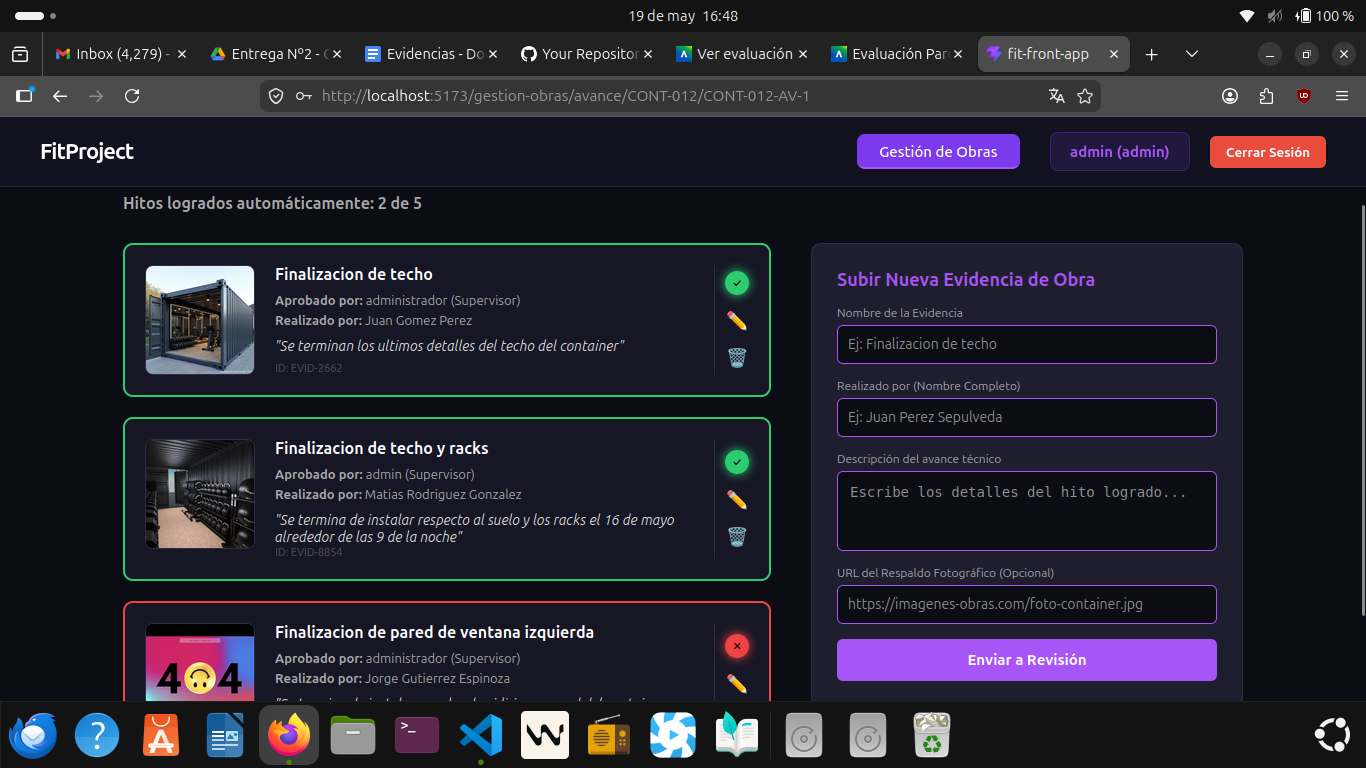 19 de may 16:48
100 %
Inbox (4,279) -
Entrega Nº2 -
Evidencias - Do
Your Repositor
Ver evaluación
Evaluación Par
fit-front-app
http://localhost:5173/gestion-obras/avance/CONT-012/CONT-012-AV-1
FitProject
Gestión de Obras
admin (admin)
Cerrar Sesión
Hitos logrados automáticamente: 2 de 5
Finalizacion de techo
Aprobado por: administrador (Supervisor)
Realizado por: Juan Gomez Perez
"Se terminan los ultimos detalles del techo del container"
ID: EVID-2662
Finalizacion de techo y racks
Aprobado por: admin (Supervisor)
Realizado por: Matias Rodriguez Gonzalez
"Se termina de instalar respecto al suelo y los racks el 16 de mayo
alrededor de las 9 de la noche"
ID: EVID-8854
404
Finalizacion de pared de ventana izquierda
Aprobado por: administrador (Supervisor)
Realizado por: Jorge Gutierrez Espinoza
Subir Nueva Evidencia de Obra
Nombre de la Evidencia
Ej: Finalizacion de techo
Realizado por (Nombre Completo)
Ej: Juan Perez Sepulveda
Descripción del avance técnico
Escribe los detalles del hito logrado...
URL del Respaldo Fotográfico (Opcional)
https://imagenes-obras.com/foto-container.jpg
Enviar a Revisión